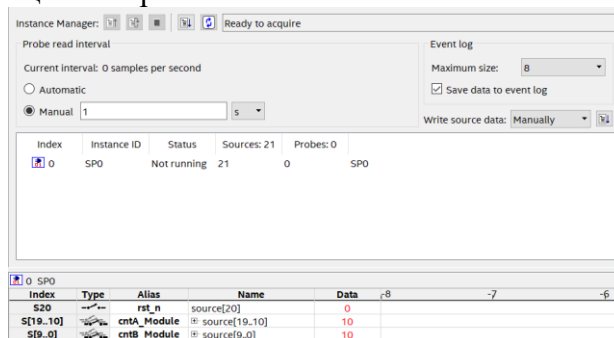 Instance Manager: Ready to acquire
Probe read interval
Event log
Current interval: 0 samples per second
Maximum size: 8
Automatic
Save data to event log
Manual 1 s
Write source data: Manually
Index Instance ID Status Sources: 21 Probes: 0
0 SP0 Not running 21 0 SP0
0 SP0
Index Type Alias Name Data -8 -7 -6
S20 rst_n source[20] 0
S[19..10] cntA_Module source[19..10] 10
S[9..0] cntB_Module source[9..0] 10